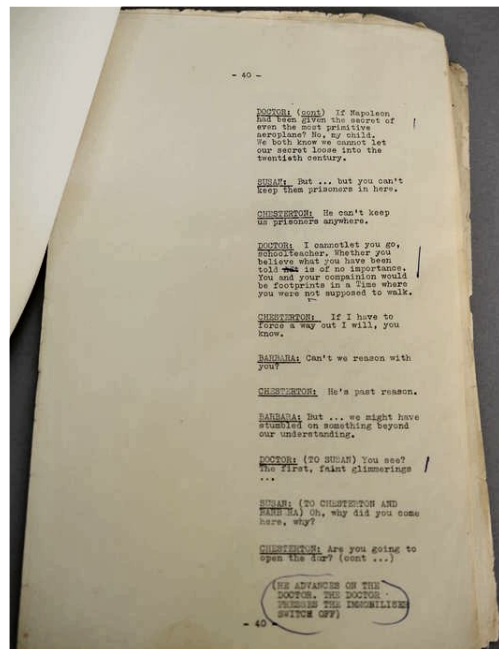 - 40 -
DOCTOR: (cont) If Napoleon
had been given the secret of
even the most primitive
aeroplane? No, my child.
We both know we cannot let
our secret loose into the
twentieth century.
SUSAN: But ... but you can't
keep them prisoners in here.
CHESTERTON: He can't keep
us prisoners anywhere.
DOCTOR: I cannotlet you go,
schoolteacher. Whether you
believe what you have been
told is of no importance.
You and your compainion would
be footprints in a Time where
you were not supposed to walk.
CHESTERTON: If I have to
force a way out I will, you
know.
BARBARA: Can't we reason with
you?
CHESTERTON: He's past reason.
BARBARA: But ... we might have
stumbled on something beyond
our understanding.
DOCTOR: (TO SUSAN) You see?
The first, faint glimmerings
...
SUSAN: (TO CHESTERTON AND
BARBARA) Oh, why did you come
here, why?
CHESTERTON: Are you going to
open the (cont ...)
(HE ADVANCES ON THE
DOCTOR. THE DOCTOR
PRESSES THE IMMOBILISER
SWITCH OFF)
- 40 -